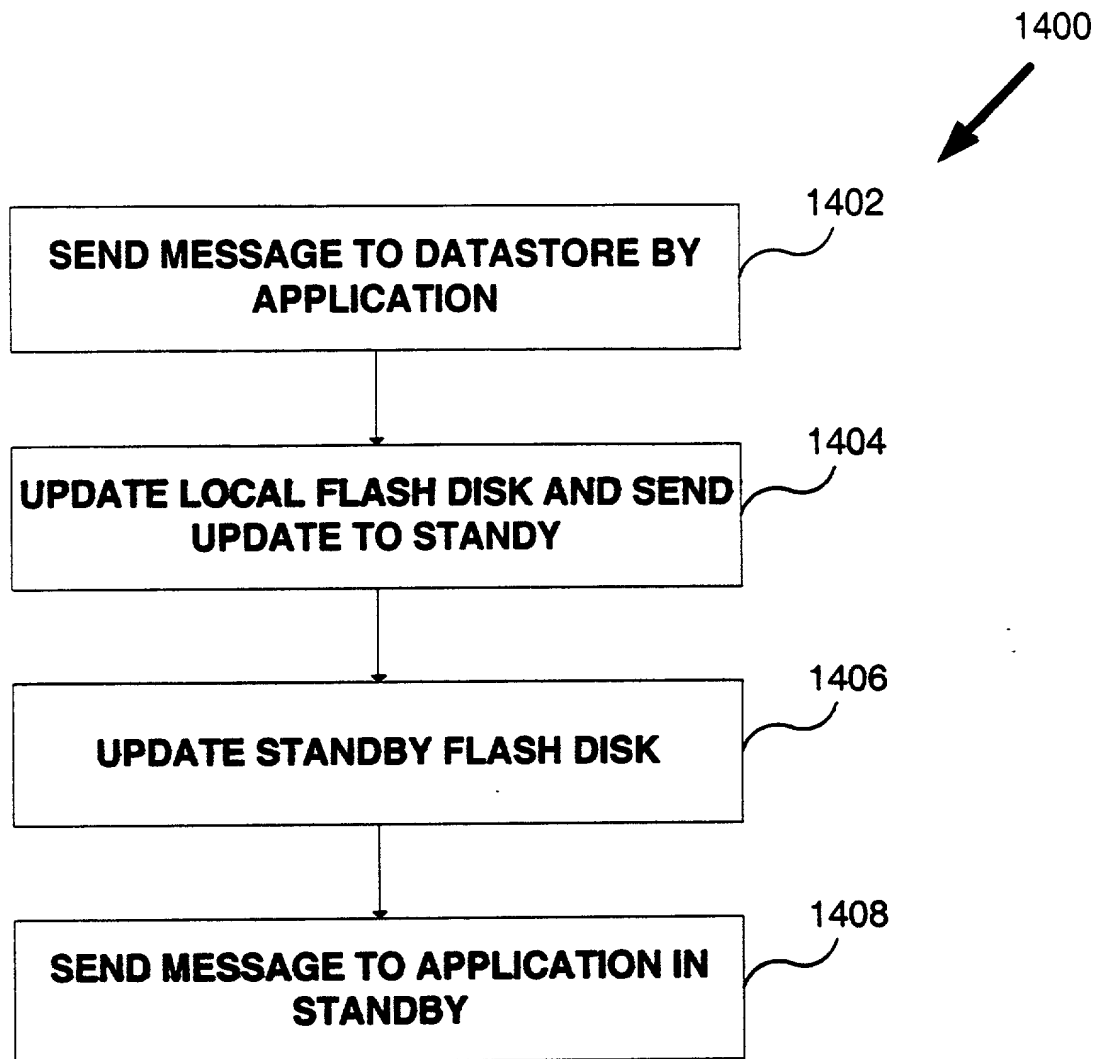 1400
1402
SEND MESSAGE TO DATASTORE BY
APPLICATION
1404
UPDATE LOCAL FLASH DISK AND SEND
UPDATE TO STANDY
1406
UPDATE STANDBY FLASH DISK
1408
SEND MESSAGE TO APPLICATION IN
STANDBY